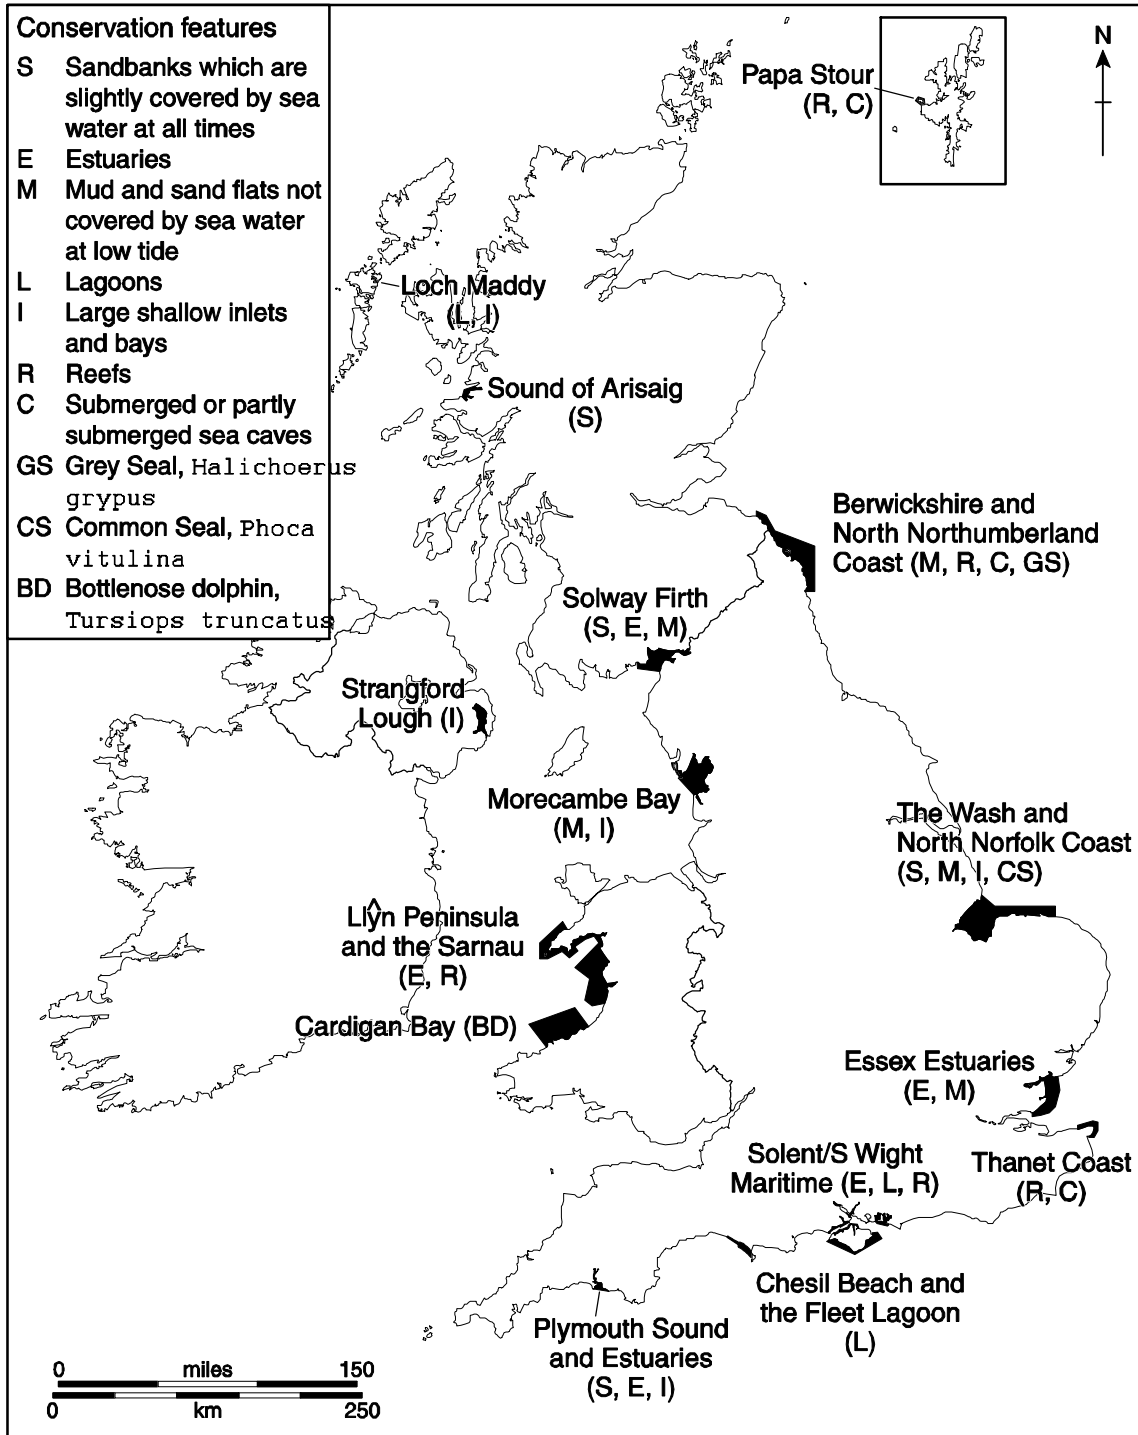 Conservation features
S Sandbanks which are
slightly covered by sea
water at all times
E Estuaries
M Mud and sand flats not
covered by sea water
at low tide
L Lagoons
I Large shallow inlets
and bays
R Reefs
C Submerged or partly
submerged sea caves
GS Grey Seal, Halichoerus
grypus
CS Common Seal, Phoca
vitulina
BD Bottlenose dolphin,
Tursiops truncatus
Papa Stour
(R, C)
N
Loch Maddy
(L, I)
Sound of Arisaig
(S)
Berwickshire and
North Northumberland
Coast (M, R, C, GS)
Solway Firth
(S, E, M)
Strangford
Lough (I)
Morecambe Bay
(M, I)
The Wash and
North Norfolk Coast
(S, M, I, CS)
Llŷn Peninsula
and the Sarnau
(E, R)
Cardigan Bay (BD)
Essex Estuaries
(E, M)
Thanet Coast
(R, C)
Solent/S Wight
Maritime (E, L, R)
Chesil Beach and
the Fleet Lagoon
(L)
Plymouth Sound
and Estuaries
(S, E, I)
0 miles 150
0 km 250